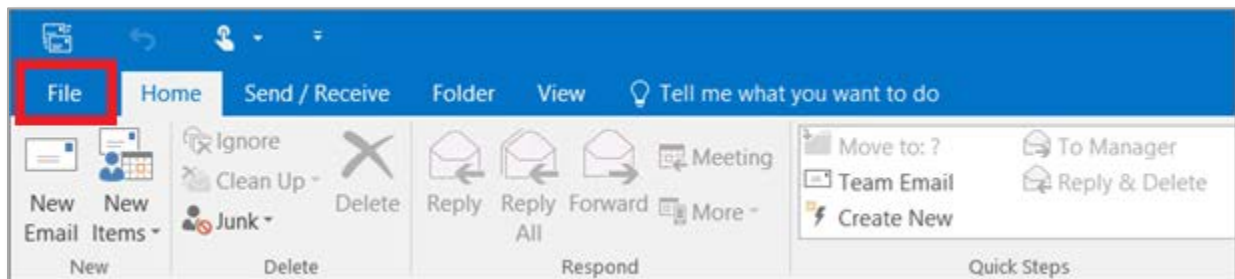 File Home Send / Receive Folder View Tell me what you want to do
New Email
New Items
Ignore
Clean Up
Junk
Delete
Reply
Reply All
Forward
Meeting
More
Move to: ?
Team Email
Create New
To Manager
Reply & Delete
New Delete Respond Quick Steps